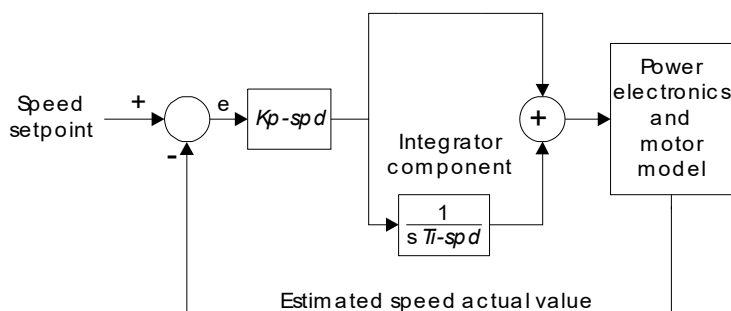 Speed
setpoint
+
-
e
Kp-spd
Integrator
component
1
s Ti-spd
+
Power
electronics
and
motor
model
Estimated speed actual value